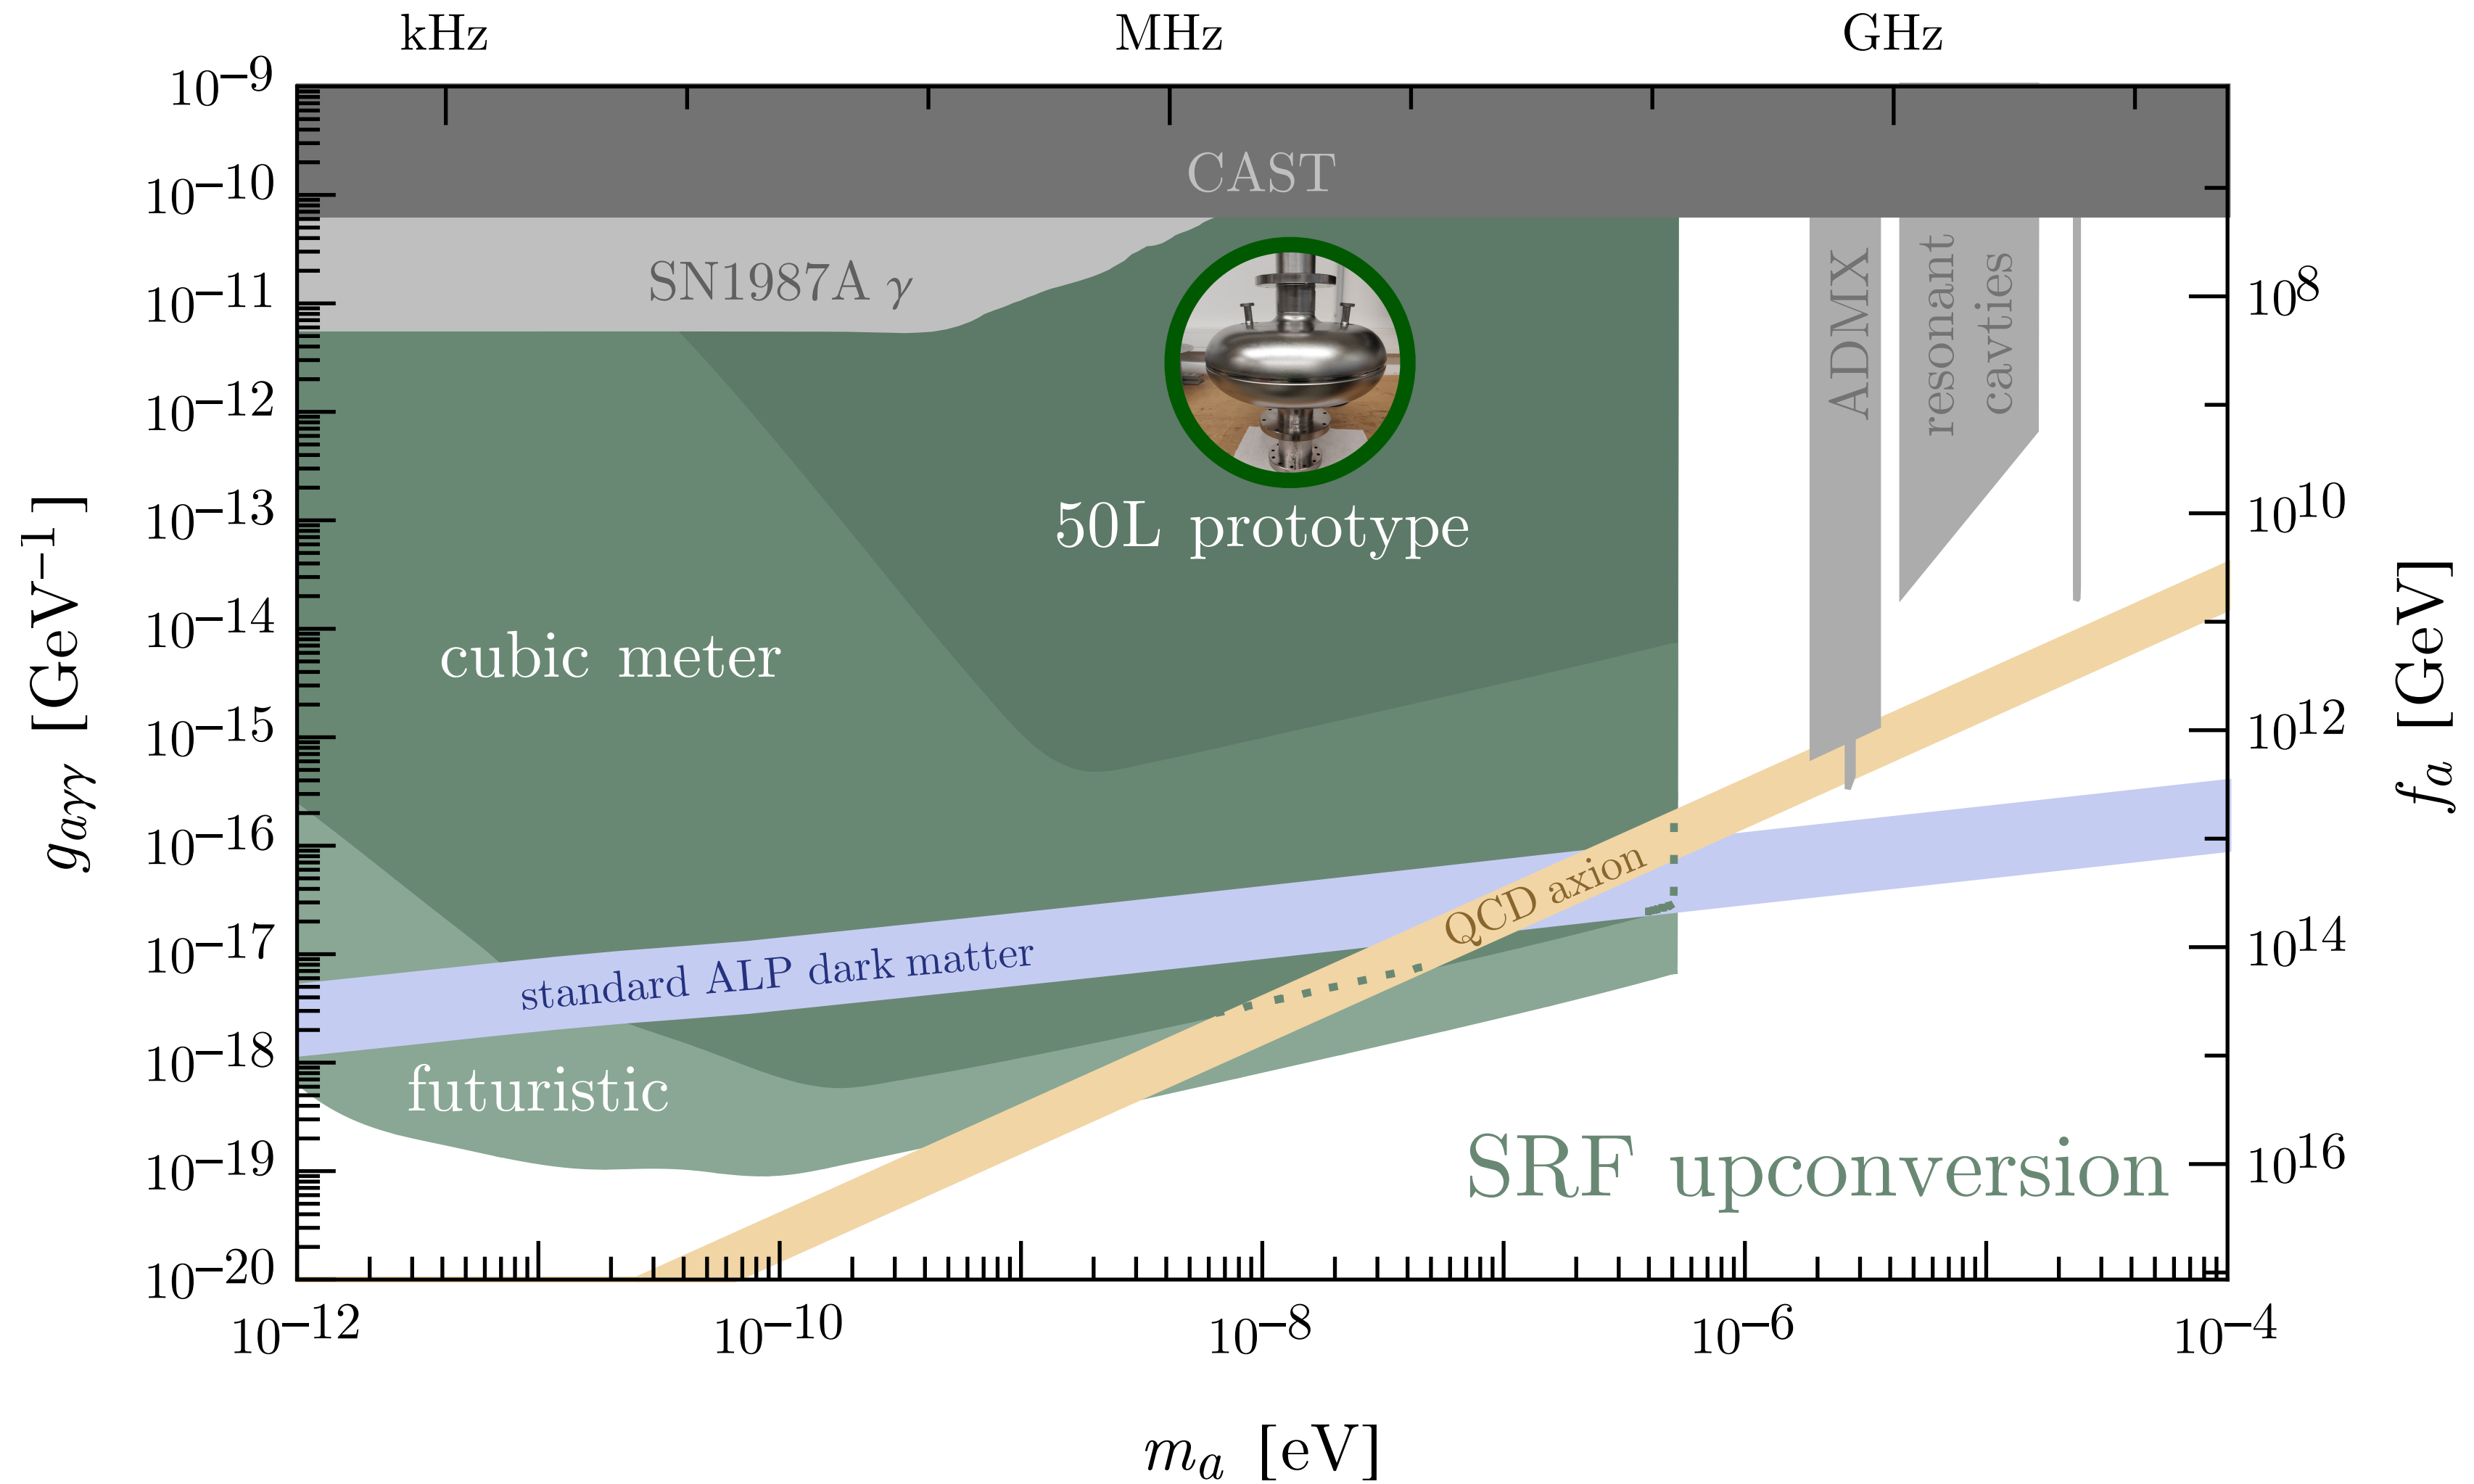 kHz MHz GHz
10−9
10−10
10−11
10−12
10−13
10−14
10−15
10−16
10−17
10−18
10−19
10−20
gaγγ [GeV−1]
CAST
SN1987A γ
ADMX
resonant
cavties
50L prototype
cubic meter
QCD axion
standard ALP dark matter
futuristic
SRF upconversion
108
1010
1012
1014
1016
fa [GeV]
10−12 10−10 10−8 10−6 10−4
ma [eV]